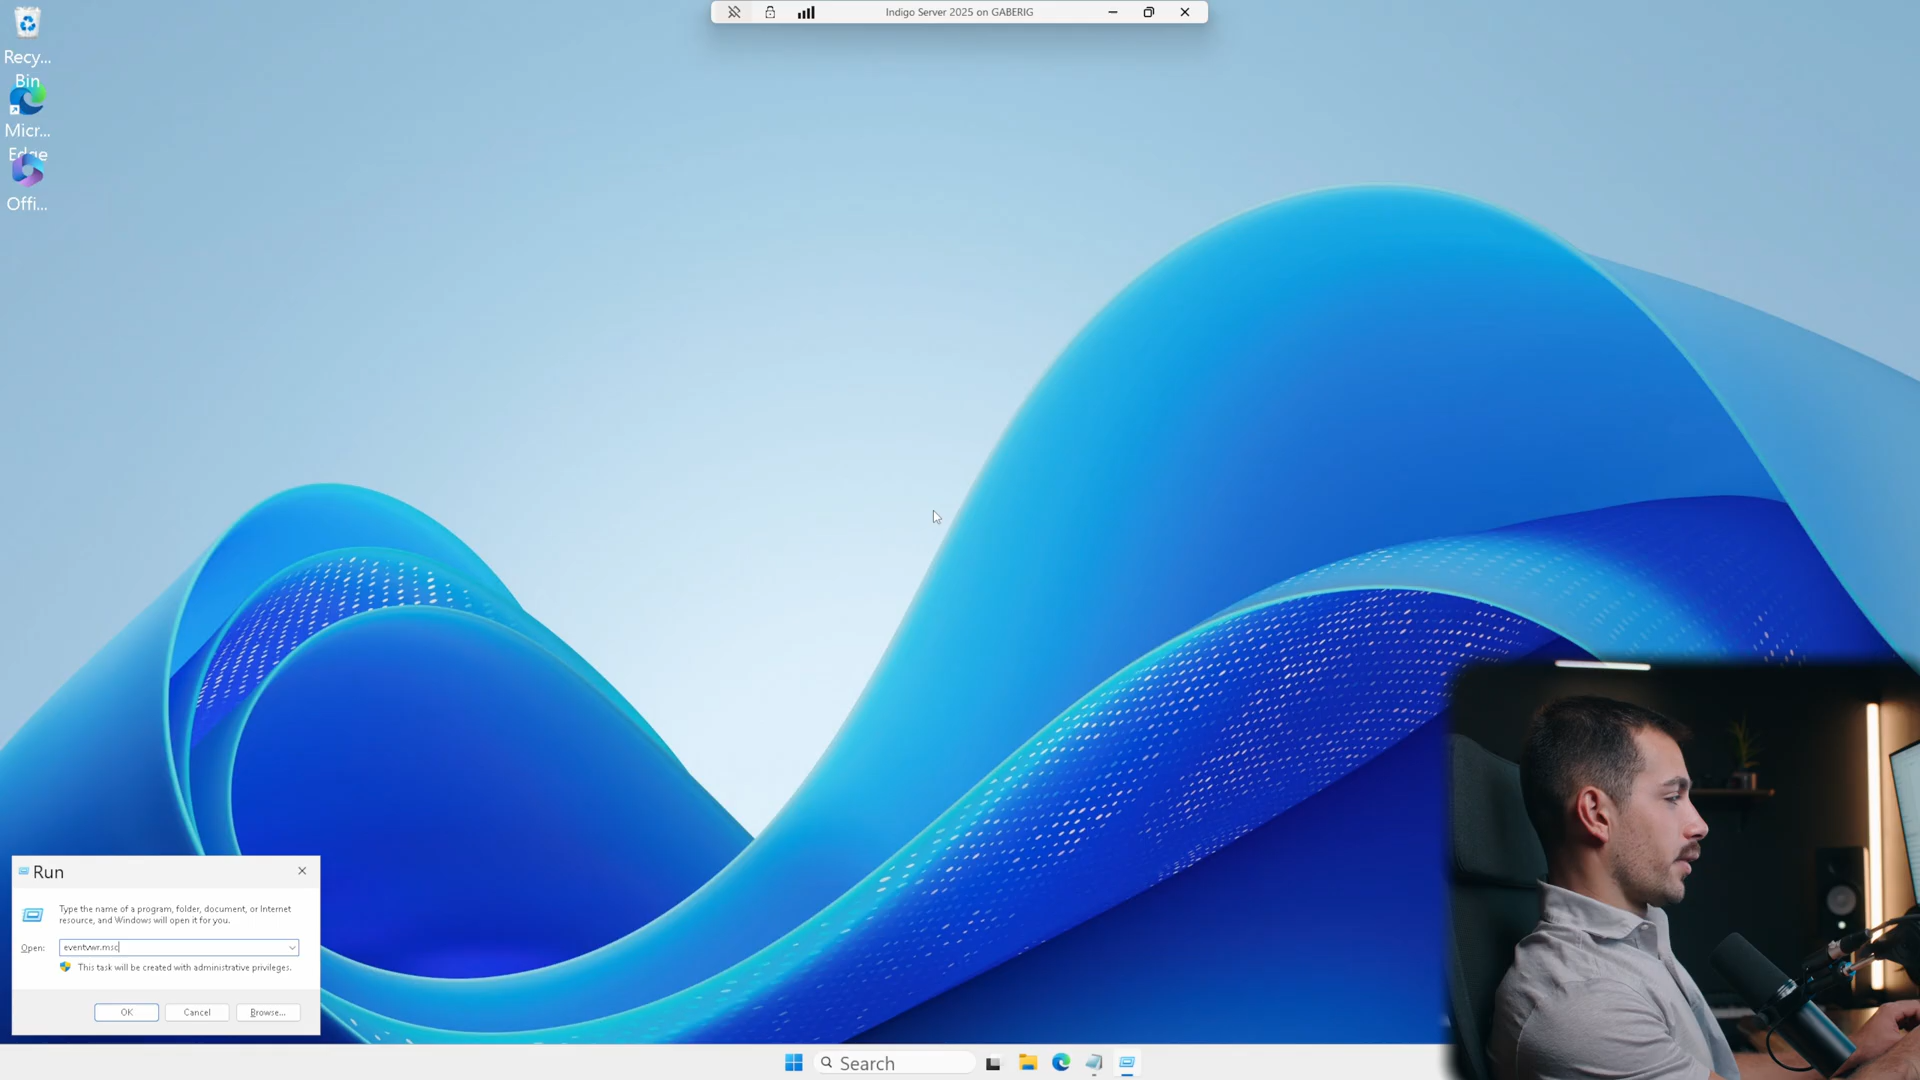 Indigo Server 2025 on GABERIG
Recy...
Bin
Micr...
Edge
Offi...
Run
Type the name of a program, folder, document, or Internet
resource, and Windows will open it for you.
Open:
eventvwr.msc
This task will be created with administrative privileges.
OK
Cancel
Browse...
Search